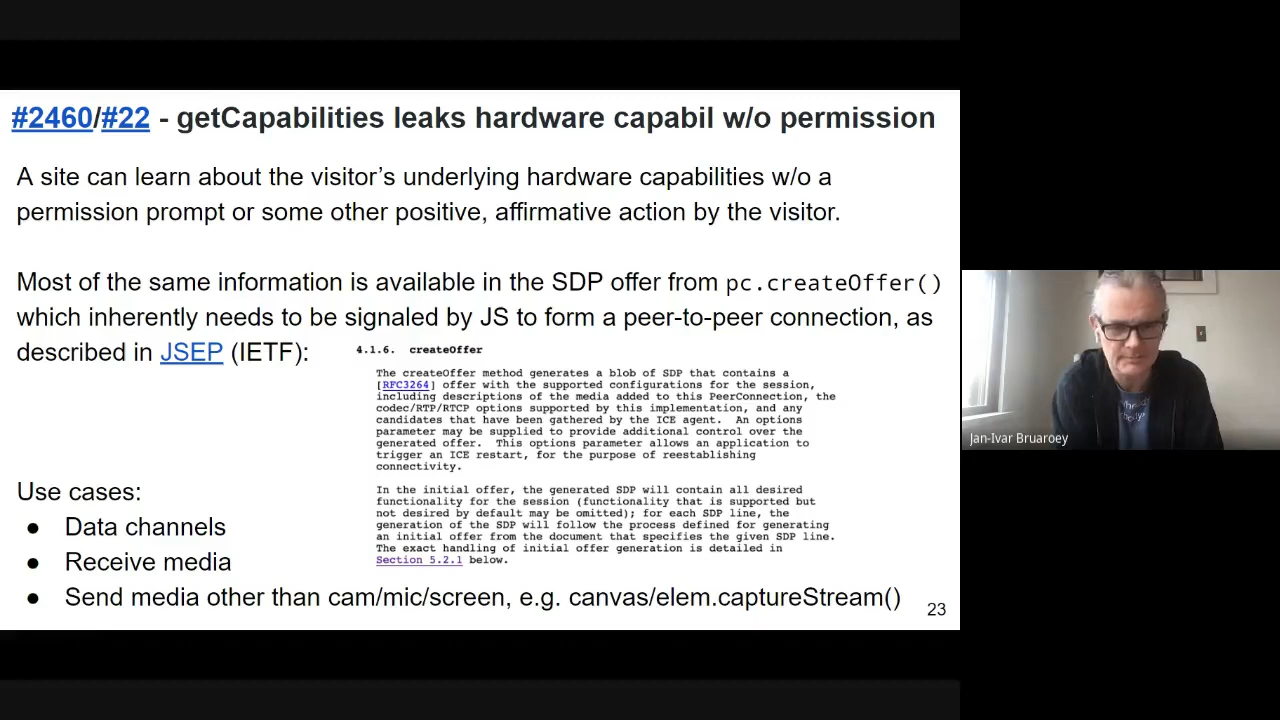 #2460/#22 - getCapabilities leaks hardware capabil w/o permission
A site can learn about the visitor’s underlying hardware capabilities w/o a
permission prompt or some other positive, affirmative action by the visitor.
Most of the same information is available in the SDP offer from pc.createOffer()
which inherently needs to be signaled by JS to form a peer-to-peer connection, as
described in JSEP (IETF):
4.1.6. createOffer
The createOffer method generates a blob of SDP that contains a
[RFC3264] offer with the supported configurations for the session,
including descriptions of the media added to this PeerConnection, the
codec/RTP/RTCP options supported by this implementation, and any
candidates that have been gathered by the ICE agent. An options
parameter may be supplied to provide additional control over the
generated offer. This options parameter allows an application to
trigger an ICE restart, for the purpose of reestablishing
connectivity.
In the initial offer, the generated SDP will contain all desired
functionality for the session (functionality that is supported but
not desired by default may be omitted); for each SDP line, the
generation of the SDP will follow the process defined for generating
an initial offer from the document that specifies the given SDP line.
The exact handling of initial offer generation is detailed in
Section 5.2.1 below.
Use cases:
● Data channels
● Receive media
● Send media other than cam/mic/screen, e.g. canvas/elem.captureStream()
23
Jan-Ivar Bruaroey